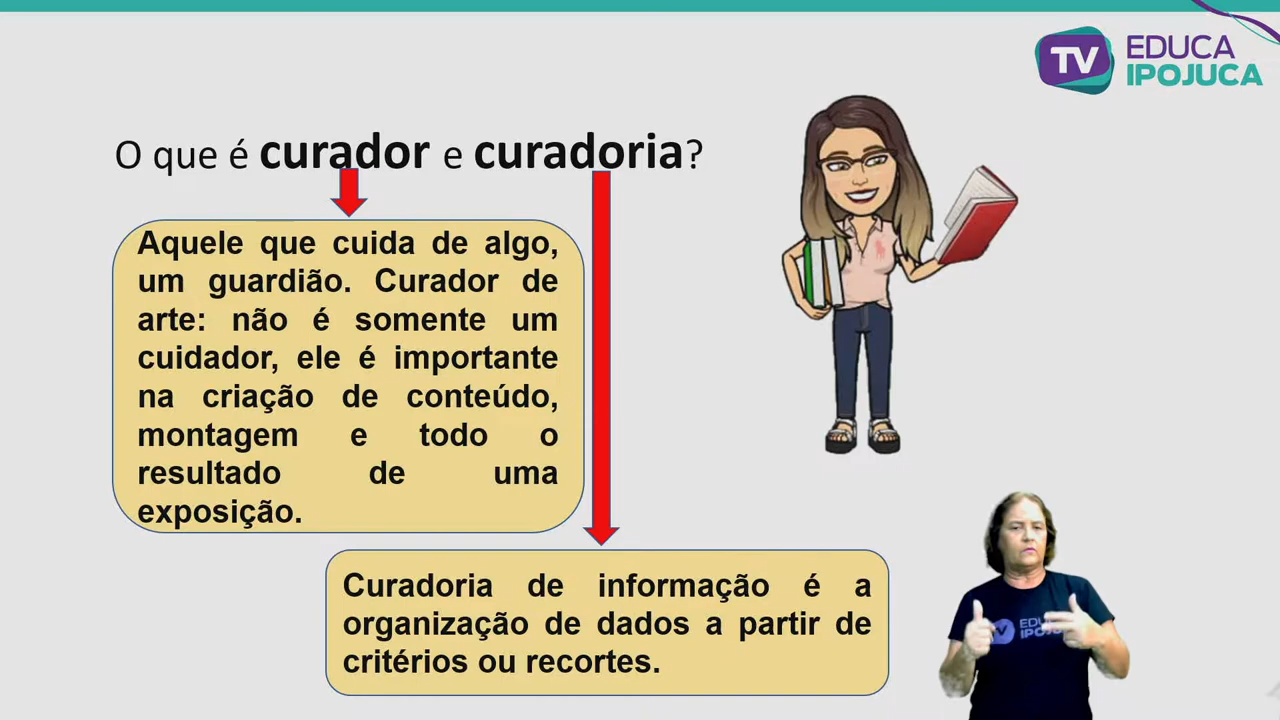 TV EDUCA
IPOJUCA
O que é curador e curadoria?
Aquele que cuida de algo,
um guardião. Curador de
arte: não é somente um
cuidador, ele é importante
na criação de conteúdo,
montagem e todo o
resultado de uma
exposição.
Curadoria de informação é a
organização de dados a partir de
critérios ou recortes.
TV